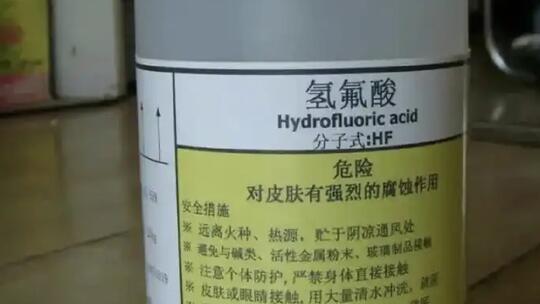 氢氟酸
Hydrofluoric acid
分子式:HF
危险
对皮肤有强烈的腐蚀作用
安全措施
※ 远离火种、热源，贮于阴凉通风处
※ 避免与碱类、活性金属粉末、玻璃制品接触
※ 注意个体防护,严禁身体直接接触
※ 皮肤或眼睛接触,用大量清水冲洗，就医